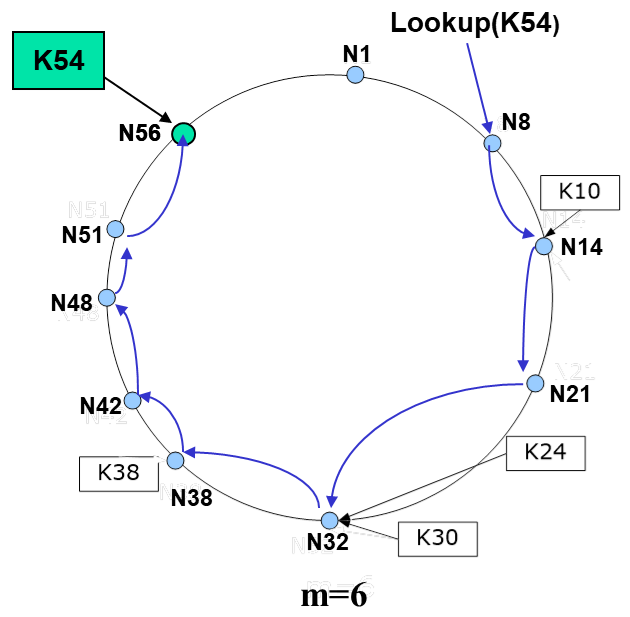 Lookup(K54)
K54
N1
N56
N8
K10
N51
N14
N48
N21
N42
K24
K38
N38
K30
N32
m=6